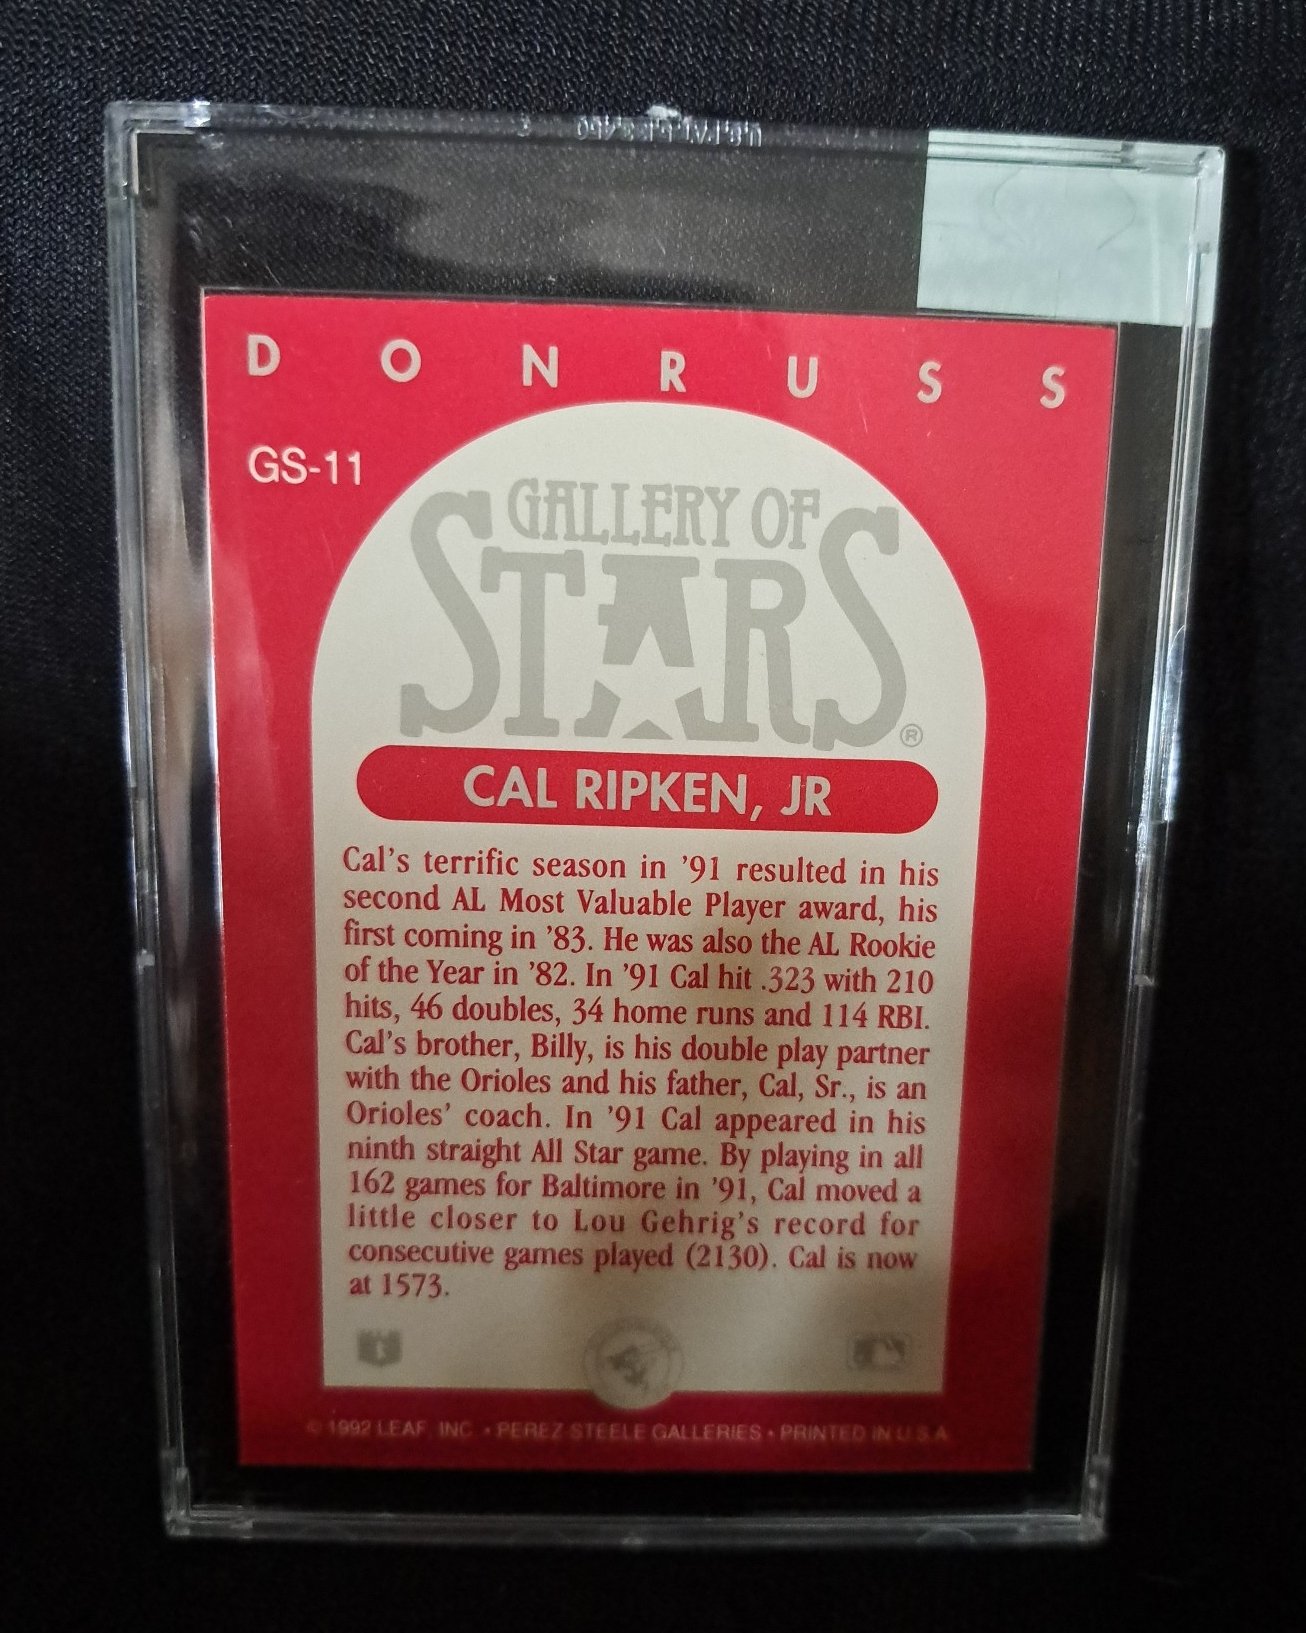 DONRUSS
GS-11
GALLERY OF
STARS®
CAL RIPKEN, JR
Cal's terrific season in '91 resulted in his
second AL Most Valuable Player award, his
first coming in '83. He was also the AL Rookie
of the Year in '82. In '91 Cal hit .323 with 210
hits, 46 doubles, 34 home runs and 114 RBI.
Cal's brother, Billy, is his double play partner
with the Orioles and his father, Cal, Sr., is an
Orioles' coach. In '91 Cal appeared in his
ninth straight All Star game. By playing in all
162 games for Baltimore in '91, Cal moved a
little closer to Lou Gehrig's record for
consecutive games played (2130). Cal is now
at 1573.
© 1992 LEAF, INC. • PEREZ-STEELE GALLERIES • PRINTED IN U.S.A.